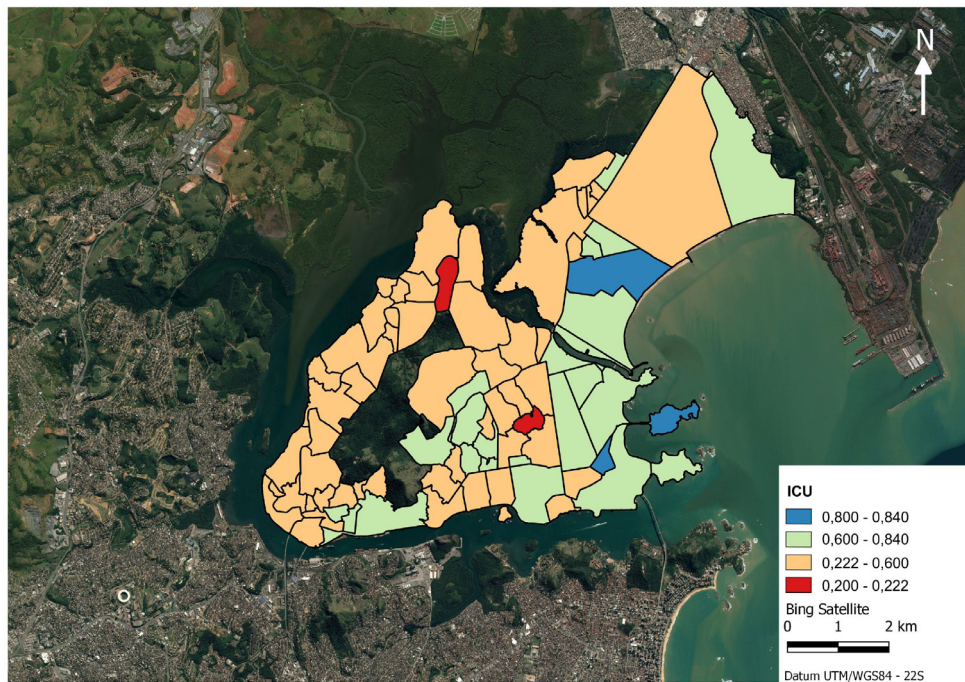 N
ICU
0,800 - 0,840
0,600 - 0,840
0,222 - 0,600
0,200 - 0,222
Bing Satellite
0 1 2 km
Datum UTM/WGS84 - 22S